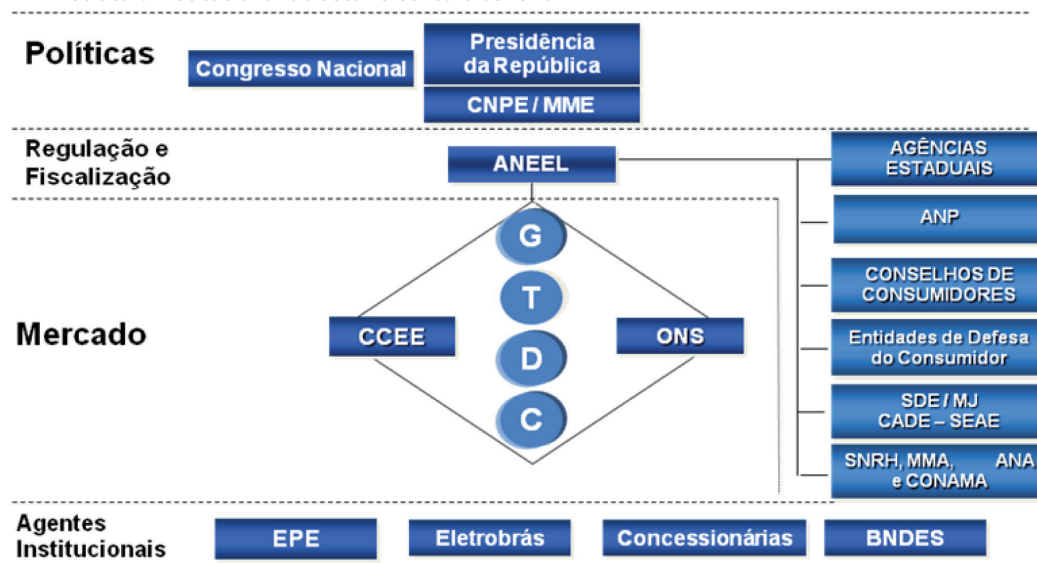 Políticas
Congresso Nacional
Presidência
da República
CNPE / MME
Regulação e
Fiscalização
ANEEL
AGÊNCIAS
ESTADUAIS
ANP
CONSELHOS DE
CONSUMIDORES
Entidades de Defesa
do Consumidor
SDE / MJ
CADE – SEAE
SNRH, MMA, ANA
e CONAMA
Mercado
G
T
D
C
CCEE
ONS
Agentes
Institucionais
EPE
Eletrobrás
Concessionárias
BNDES